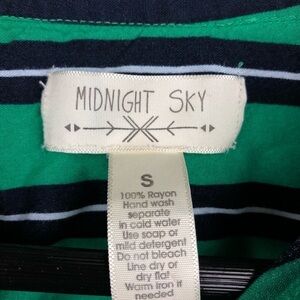 MIDNIGHT SKY
S
100% Rayon
Hand wash
separate
in cold water
Use soap or
mild detergent
Do not bleach
Line dry or
dry flat
Warm iron if
needed